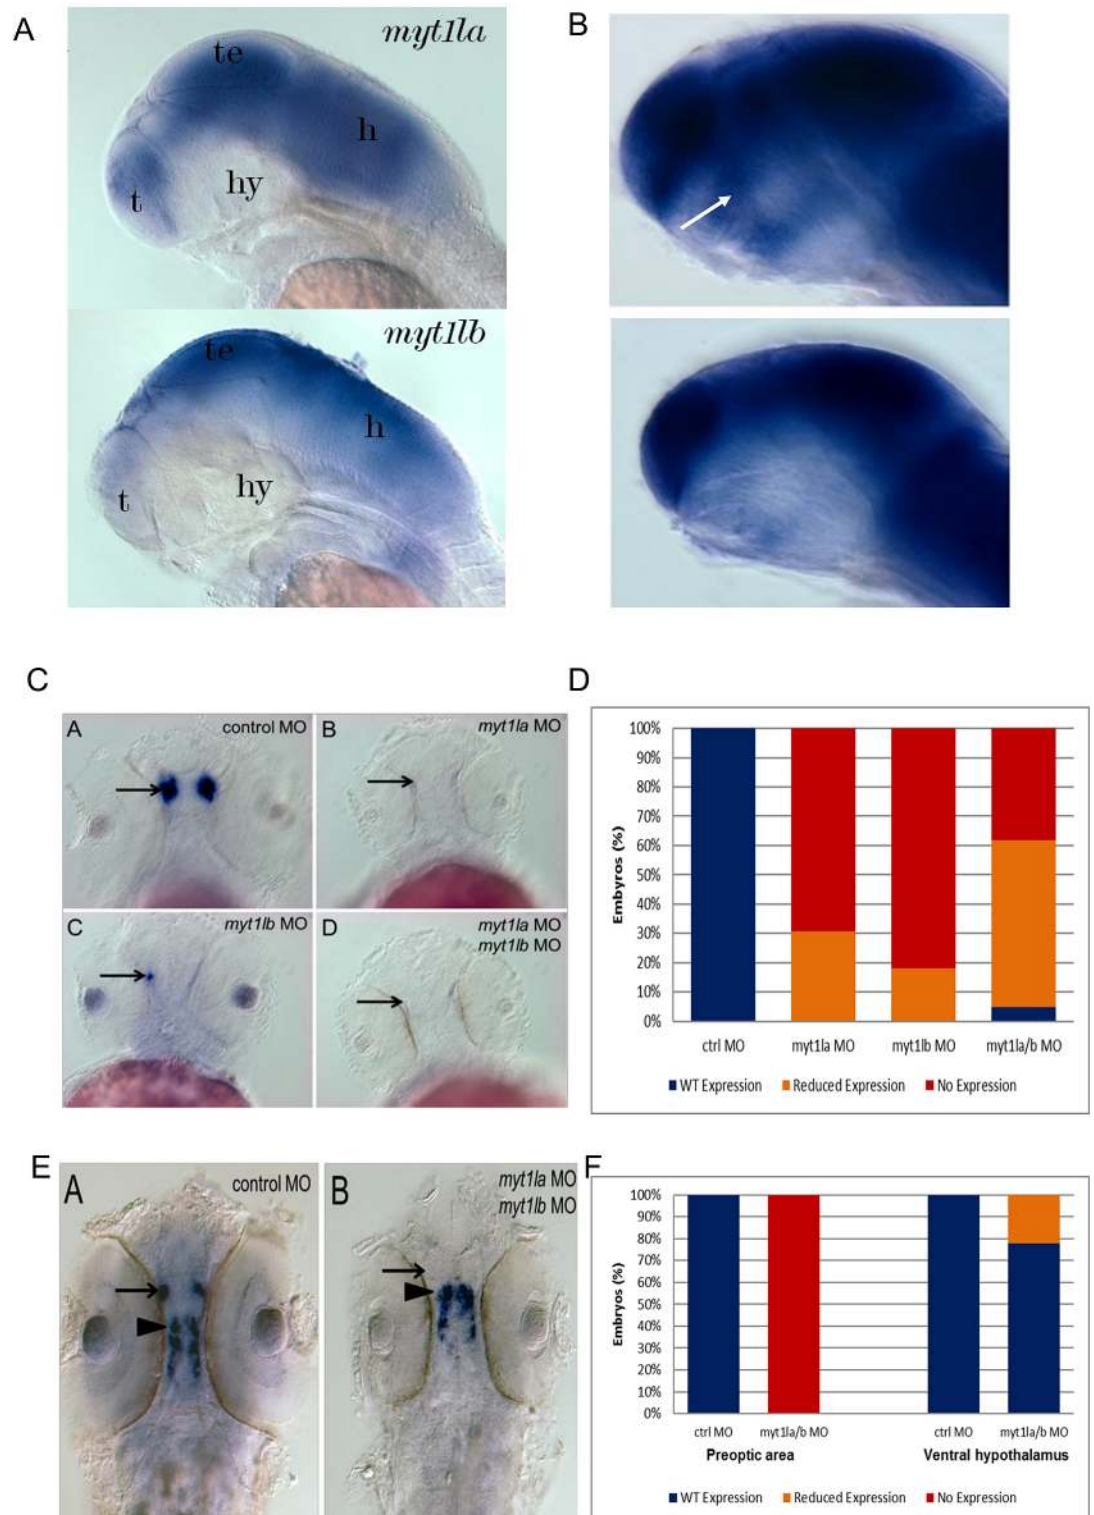 A
myt1la
te
h
hy
t
myt1lb
te
h
hy
t
B
C
A
control MO
B
myt1la MO
C
myt1lb MO
D
myt1la MO
myt1lb MO
D
100%
90%
80%
70%
60%
50%
40%
30%
20%
10%
0%
Embyros (%)
ctrl MO
myt1la MO
myt1lb MO
myt1la/b MO
WT Expression
Reduced Expression
No Expression
E
A
control MO
B
myt1la MO
myt1lb MO
F
100%
90%
80%
70%
60%
50%
40%
30%
20%
10%
0%
Embryos (%)
ctrl MO
myt1la/b MO
ctrl MO
myt1la/b MO
Preoptic area
Ventral hypothalamus
WT Expression
Reduced Expression
No Expression